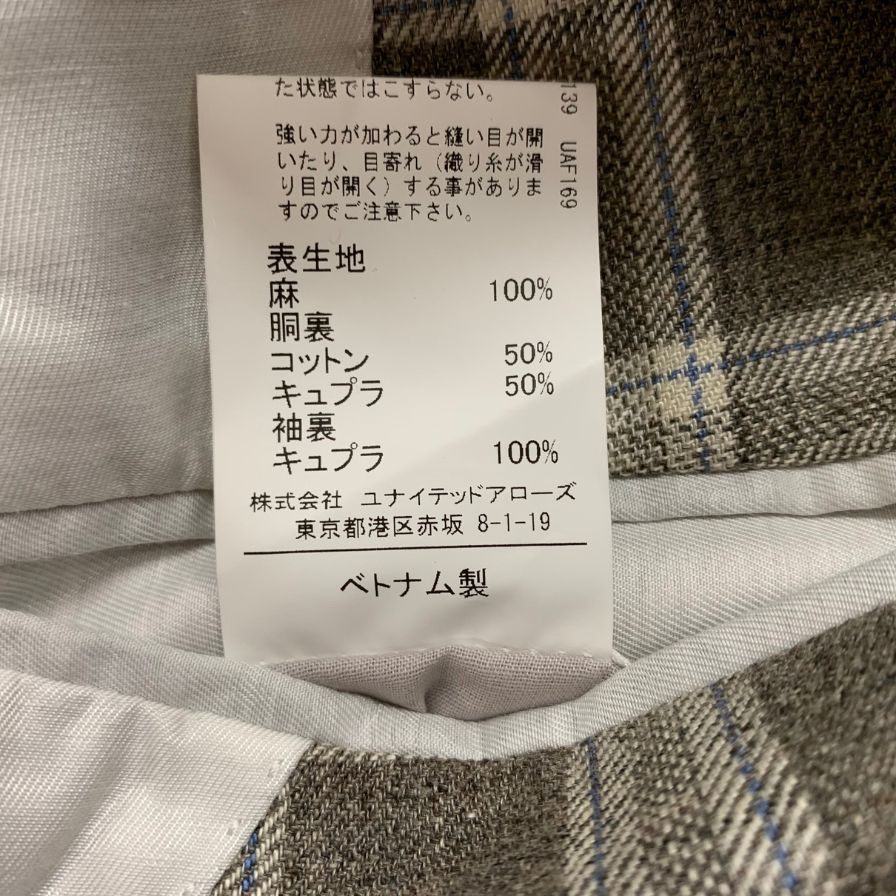 た状態ではこすらない。
強い力が加わると縫い目が開
いたり、目寄れ（織り糸が滑
り目が開く）する事がありま
すのでご注意下さい。
表生地
麻 100%
胴裏
コットン 50%
キュプラ 50%
袖裏
キュプラ 100%
株式会社 ユナイテッドアローズ
東京都港区赤坂 8-1-19
ベトナム製
139 UAF169